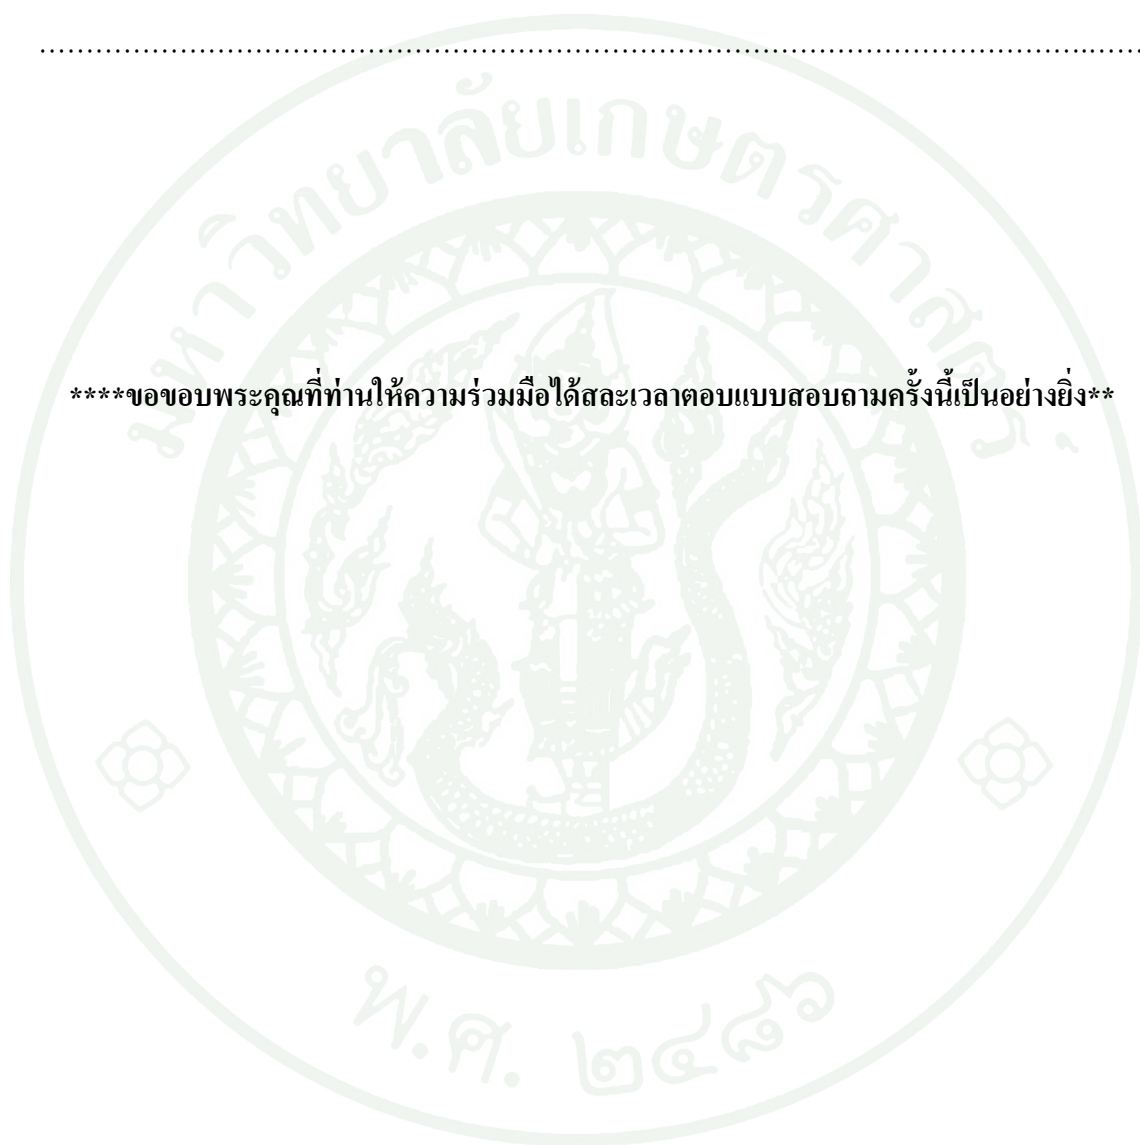 ……………………………………………………………………………………………………
มหาวิทยาลัยเกษตรศาสตร์
****ขอขอบพระคุณที่ท่านให้ความร่วมมือได้สละเวลาตอบแบบสอบถามครั้งนี้เป็นอย่างยิ่ง**
พ.ศ. ๒๔๘๖